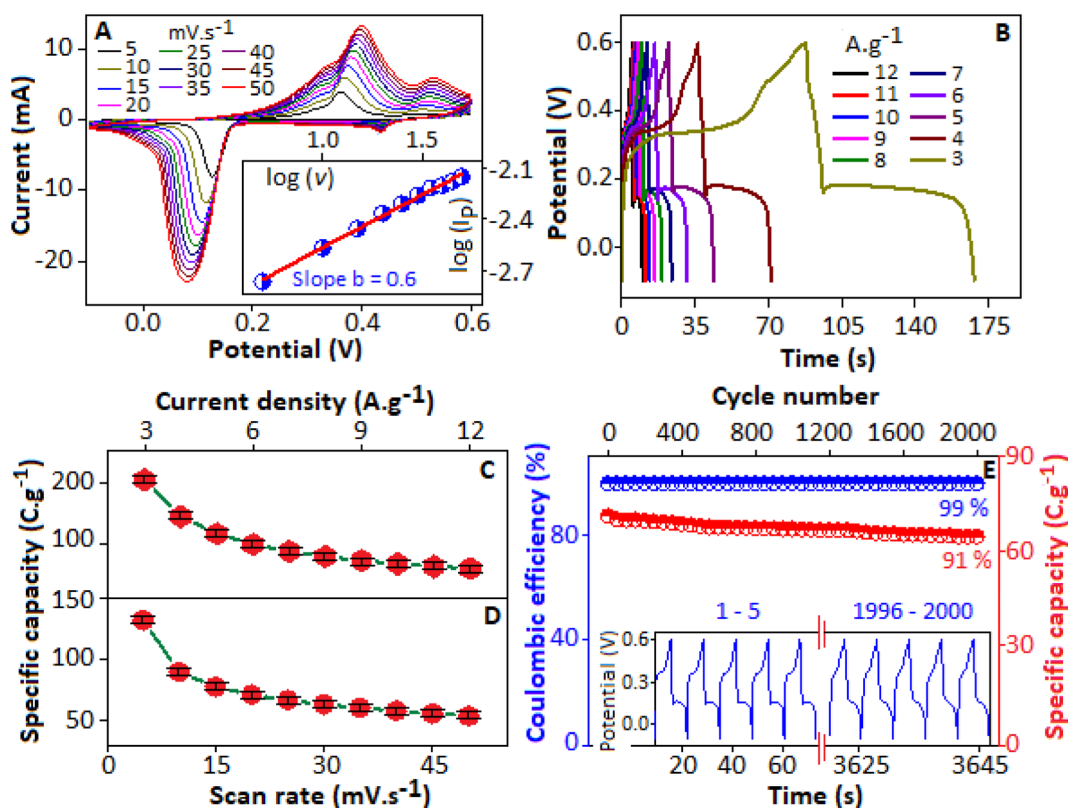 A
mV.s-1
5 25 40
10 30 45
15 35 50
20
10
0
-10
-20
Current (mA)
0.0 0.2 0.4 0.6
Potential (V)
1.0 1.5
log (v)
-2.1
-2.4
-2.7
log (Ip)
Slope b = 0.6
B
A.g-1
12 7
11 6
10 5
9 4
8 3
0.6
0.4
0.2
0.0
Potential (V)
0 35 70 105 140 175
Time (s)
Current density (A.g-1)
3 6 9 12
C
200
100
Specific capacity (C.g-1)
D
150
100
50
0 15 30 45
Scan rate (mV.s-1)
Cycle number
0 400 800 1200 1600 2000
E
Coulombic efficiency (%)
80
40
0
99 %
91 %
90
60
30
0
Specific capacity (C.g-1)
1 - 5 1996 - 2000
Potential (V)
0.6
0.3
0.0
20 40 60 3625 3645
Time (s)